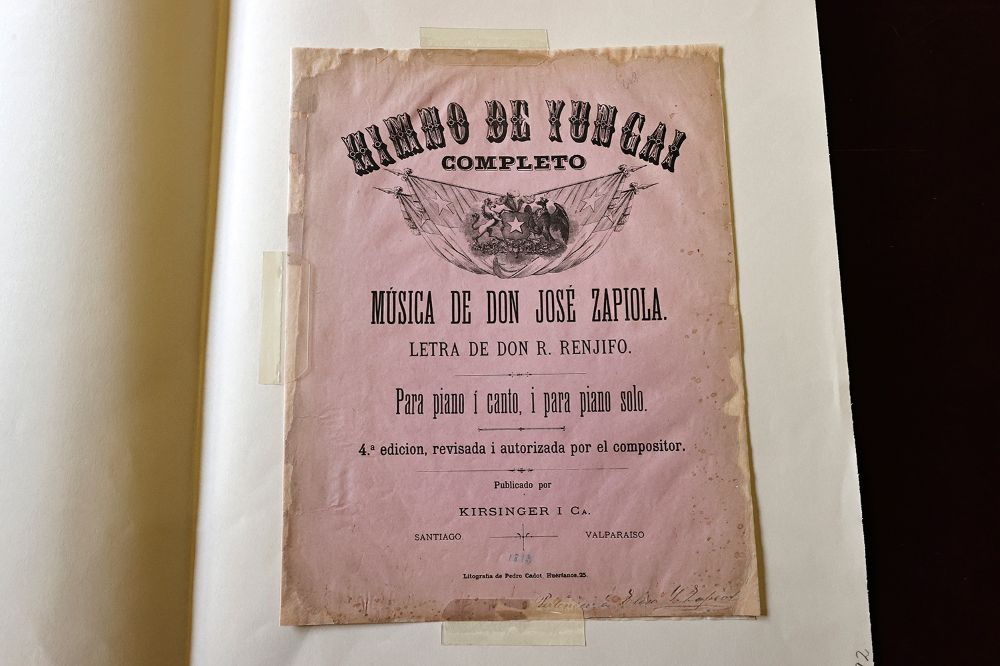 HIMNO DE YUNGAI
COMPLETO
MÚSICA DE DON JOSÉ ZAPIOLA.
LETRA DE DON R. RENJIFO.
Para piano í canto, i para piano solo.
4.ª edicion, revisada i autorizada por el compositor.
Publicado por
KIRSINGER I CA.
SANTIAGO VALPARAISO
Litografia de Pedro Cadot, Huérfanos, 25.